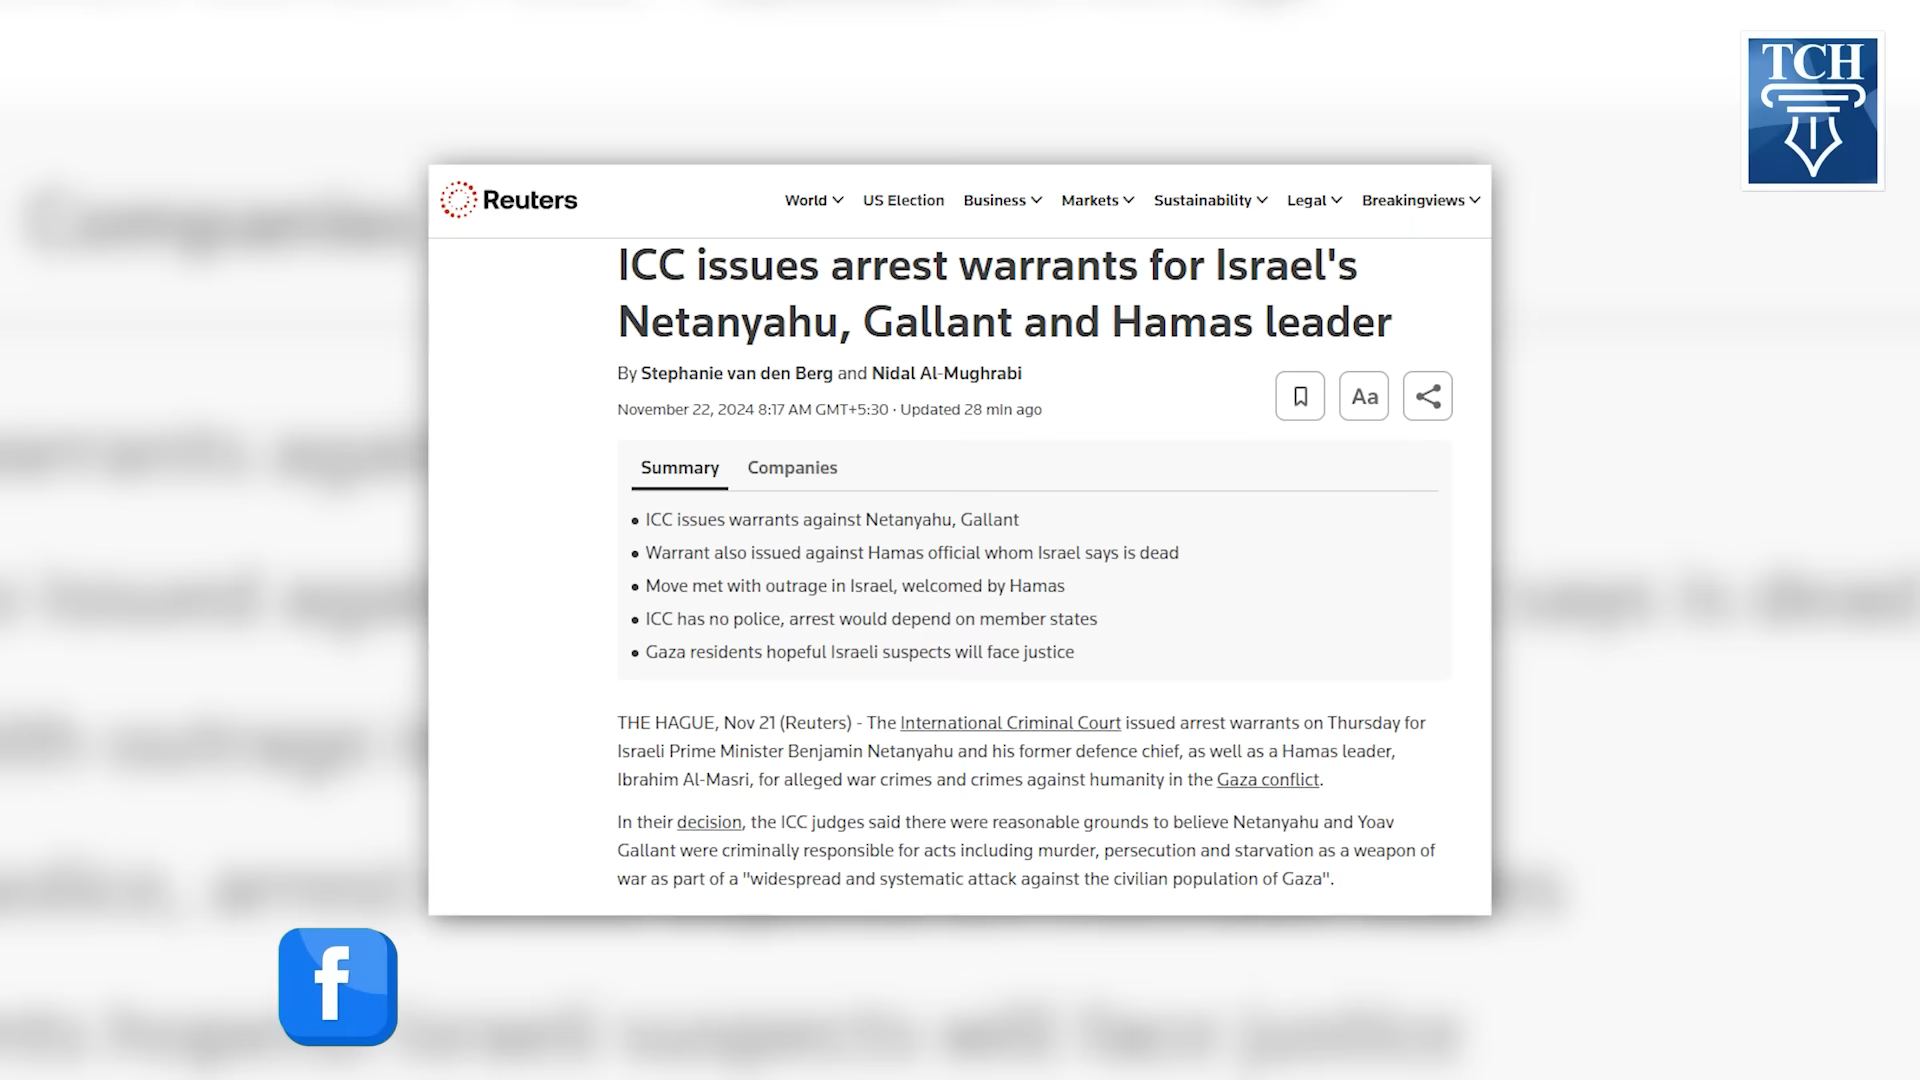 TCH
Reuters
World US Election Business Markets Sustainability Legal Breakingviews
ICC issues arrest warrants for Israel's
Netanyahu, Gallant and Hamas leader
By Stephanie van den Berg and Nidal Al-Mughrabi
November 22, 2024 8:17 AM GMT+5:30 · Updated 28 min ago
Aa
Summary Companies
• ICC issues warrants against Netanyahu, Gallant
• Warrant also issued against Hamas official whom Israel says is dead
• Move met with outrage in Israel, welcomed by Hamas
• ICC has no police, arrest would depend on member states
• Gaza residents hopeful Israeli suspects will face justice
THE HAGUE, Nov 21 (Reuters) - The International Criminal Court issued arrest warrants on Thursday for
Israeli Prime Minister Benjamin Netanyahu and his former defence chief, as well as a Hamas leader,
Ibrahim Al-Masri, for alleged war crimes and crimes against humanity in the Gaza conflict.
In their decision, the ICC judges said there were reasonable grounds to believe Netanyahu and Yoav
Gallant were criminally responsible for acts including murder, persecution and starvation as a weapon of
war as part of a "widespread and systematic attack against the civilian population of Gaza".
f